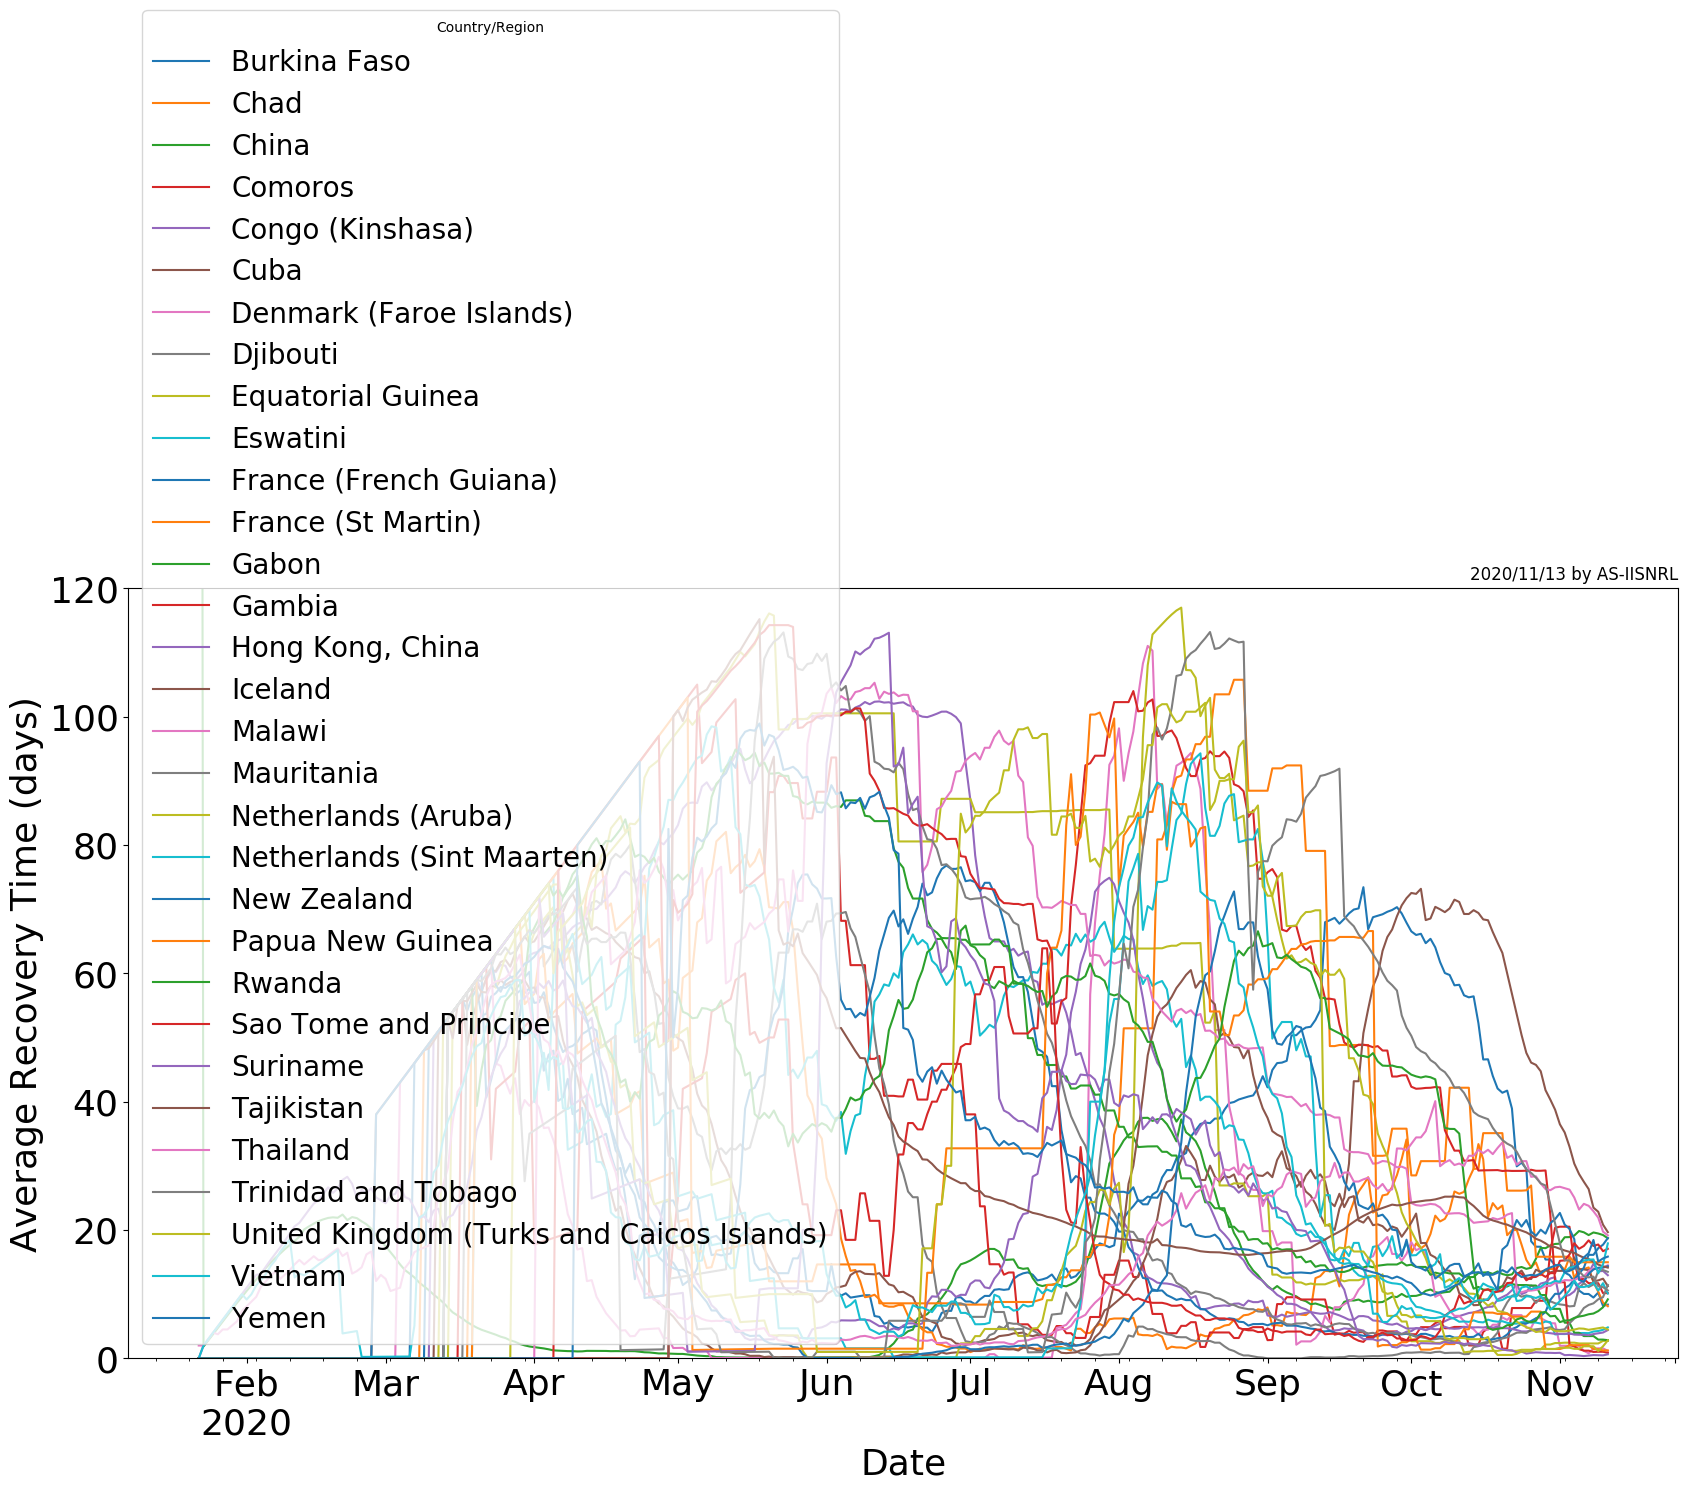 Country/Region
Burkina Faso
Chad
China
Comoros
Congo (Kinshasa)
Cuba
Denmark (Faroe Islands)
Djibouti
Equatorial Guinea
Eswatini
France (French Guiana)
France (St Martin)
Gabon
Gambia
Hong Kong, China
Iceland
Malawi
Mauritania
Netherlands (Aruba)
Netherlands (Sint Maarten)
New Zealand
Papua New Guinea
Rwanda
Sao Tome and Principe
Suriname
Tajikistan
Thailand
Trinidad and Tobago
United Kingdom (Turks and Caicos Islands)
Vietnam
Yemen
2020/11/13 by AS-IISNRL
Average Recovery Time (days)
120
100
80
60
40
20
0
Feb Mar Apr May Jun Jul Aug Sep Oct Nov
2020
Date